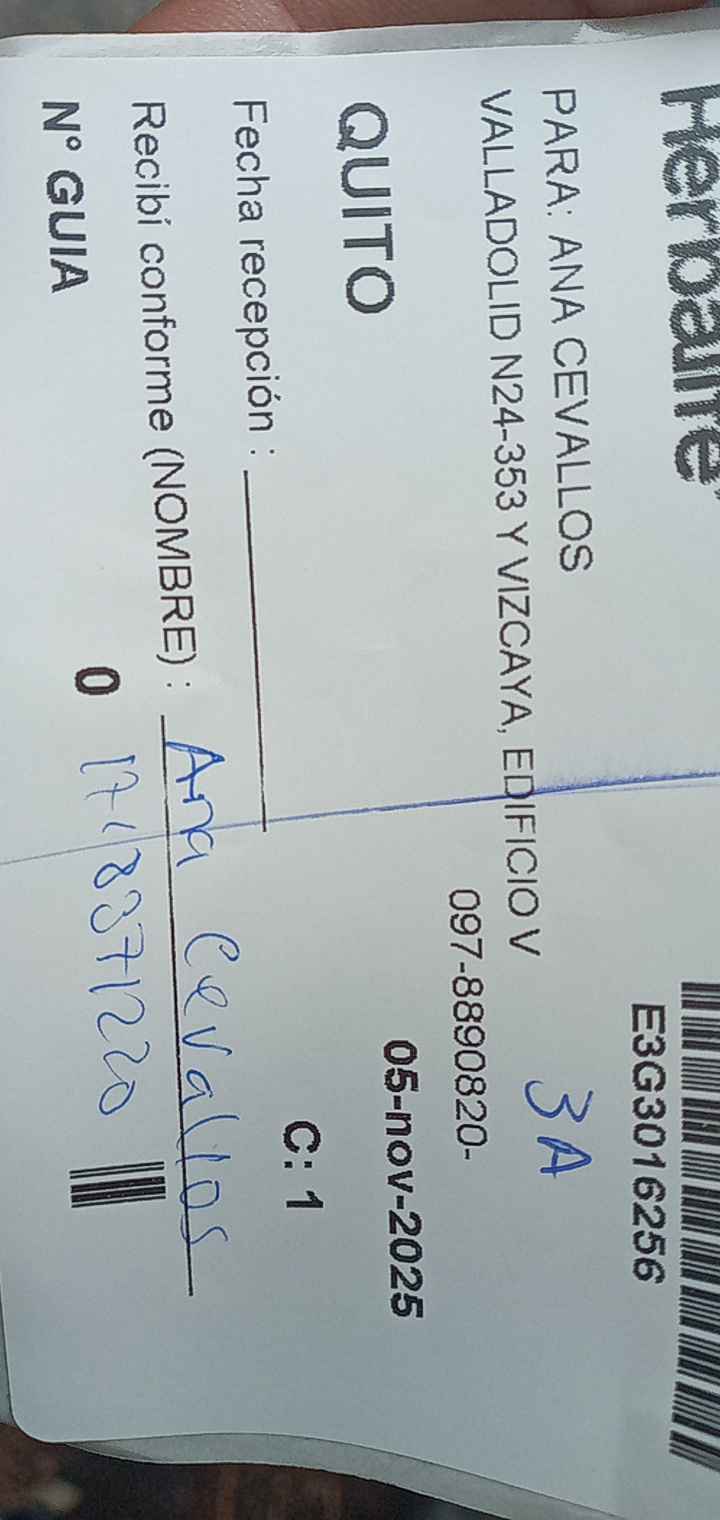 Herbalife
E3G3016256
PARA: ANA CEVALLOS
VALLADOLID N24-353 Y VIZCAYA, EDIFICIO V
3A
097-8890820-
QUITO
05-nov-2025
Fecha recepción :
C: 1
Recibí conforme (NOMBRE) : Ana Cevallos
N° GUIA
0
1718371220